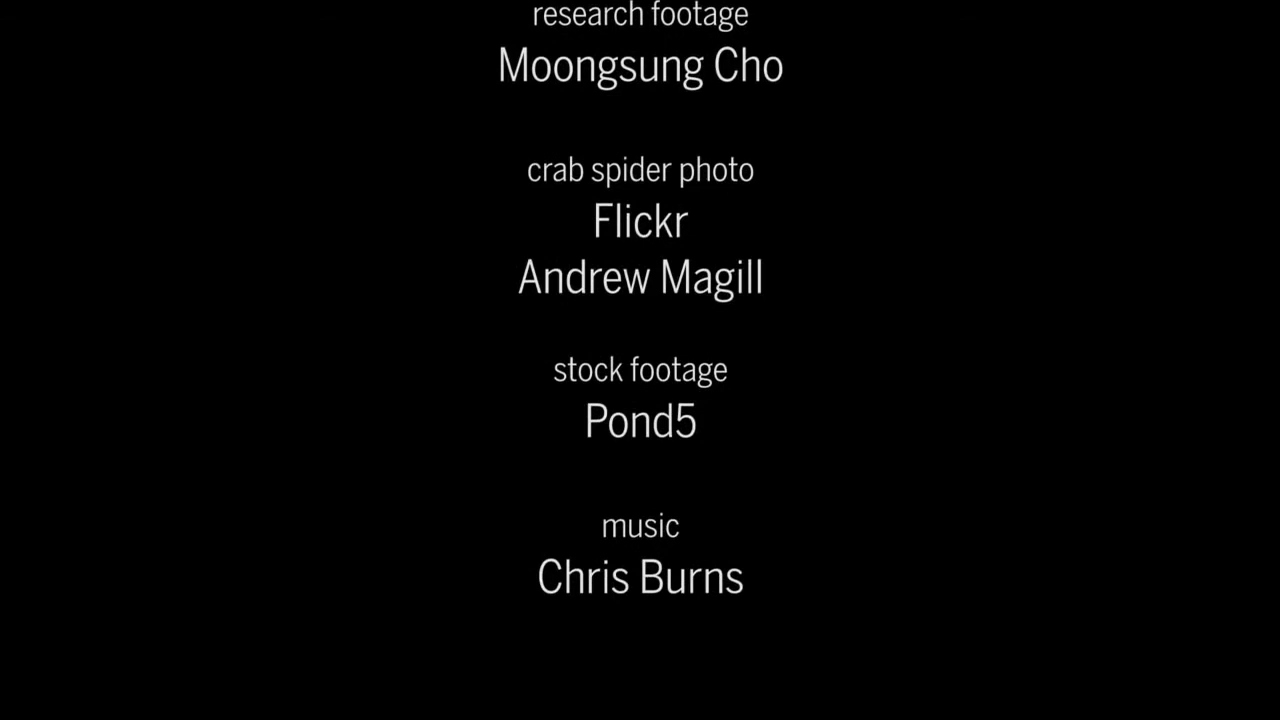 research footage
Moongsung Cho
crab spider photo
Flickr
Andrew Magill
stock footage
Pond5
music
Chris Burns